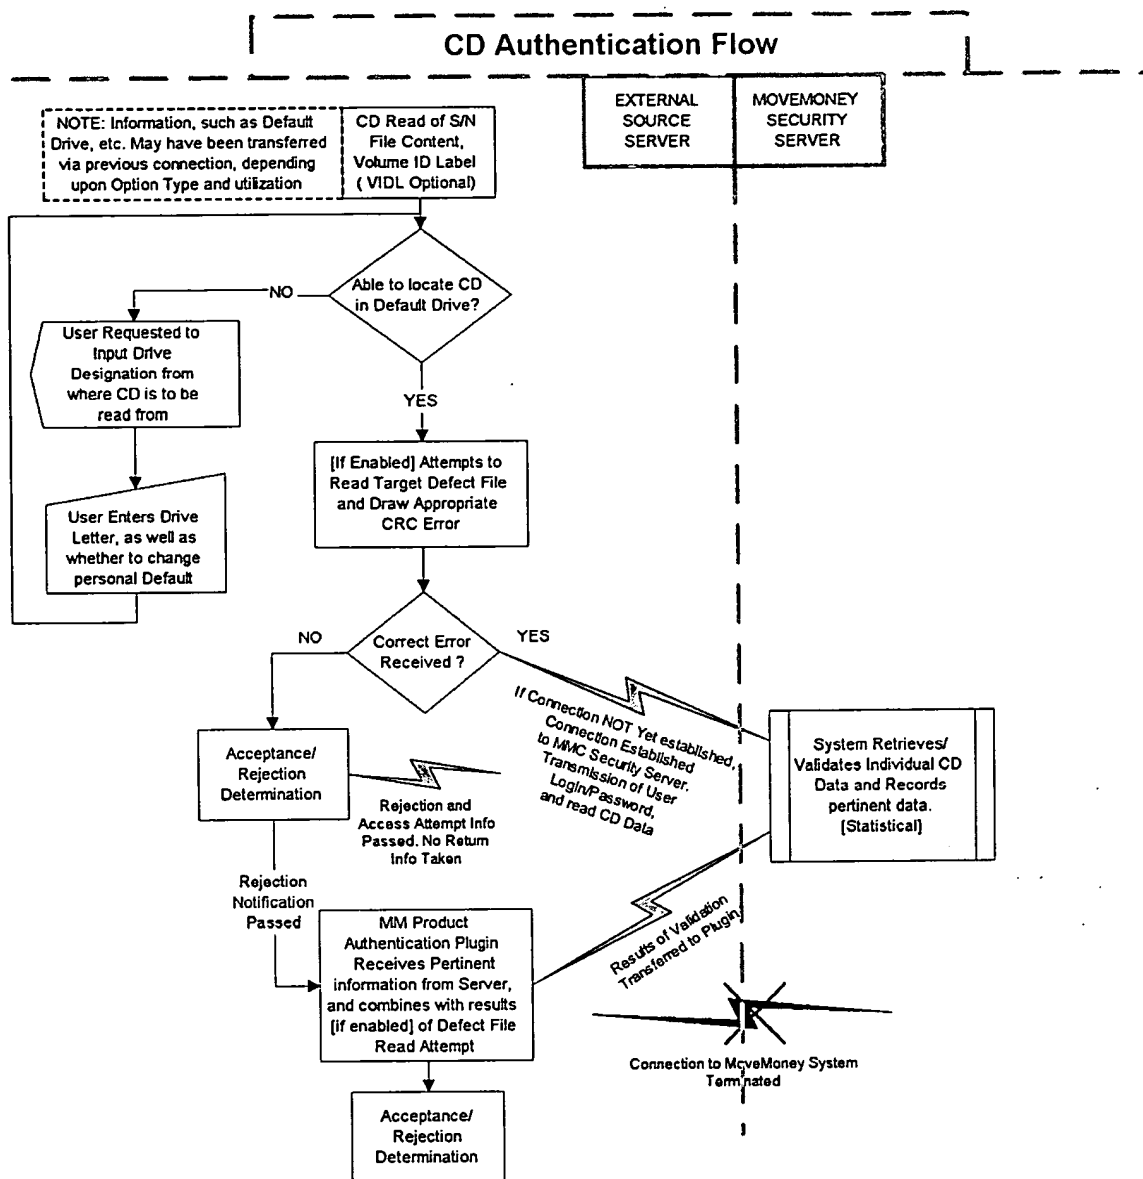 CD Authentication Flow
EXTERNAL
SOURCE
SERVER
MOVEMONEY
SECURITY
SERVER
NOTE: Information, such as Default
Drive, etc. May have been transferred
via previous connection, depending
upon Option Type and utilization
CD Read of S/N
File Content,
Volume ID Label
( VIDL Optional)
Able to locate CD
in Default Drive?
NO
YES
User Requested to
Input Drive
Designation from
where CD is to be
read from
User Enters Drive
Letter, as well as
whether to change
personal Default
[If Enabled] Attempts to
Read Target Defect File
and Draw Appropriate
CRC Error
Correct Error
Received ?
NO
YES
If Connection NOT Yet established,
Connection Established
to MMC Security Server.
Transmission of User
Login/Password,
and read CD Data
System Retrieves/
Validates Individual CD
Data and Records
pertinent data.
[Statistical]
Acceptance/
Rejection
Determination
Rejection and
Access Attempt Info
Passed. No Return
Info Taken
Rejection
Notification
Passed
MM Product
Authentication Plugin
Receives Pertinent
information from Server,
and combines with results
[if enabled] of Defect File
Read Attempt
Results of Validation
Transferred to Plugin
Connection to MoveMoney System
Terminated
Acceptance/
Rejection
Determination